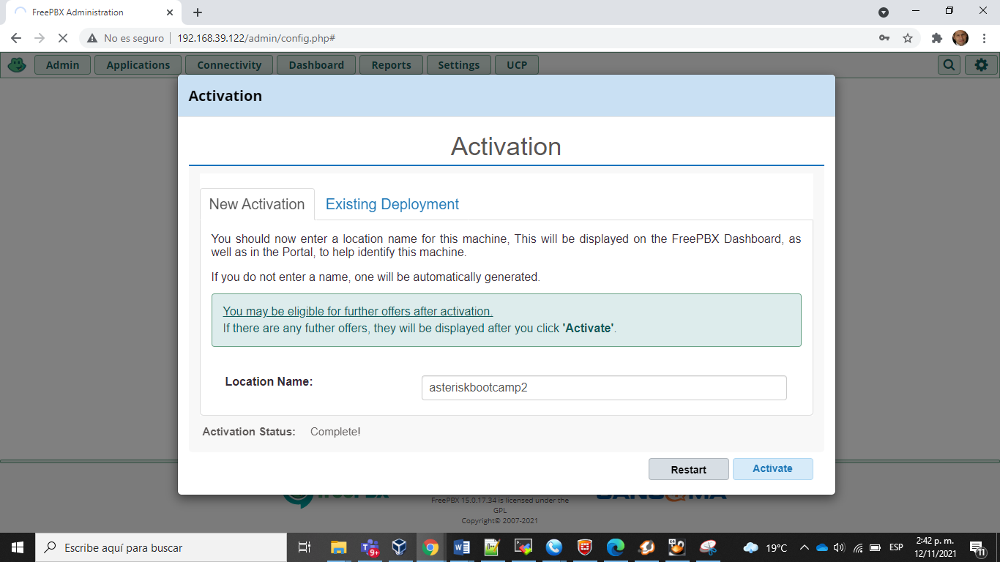 FreePBX Administration
No es seguro
192.168.39.122/admin/config.php#
Admin
Applications
Connectivity
Dashboard
Reports
Settings
UCP
Activation
Activation
New Activation
Existing Deployment
You should now enter a location name for this machine, This will be displayed on the FreePBX Dashboard, as
well as in the Portal, to help identify this machine.
If you do not enter a name, one will be automatically generated.
You may be eligible for further offers after activation.
If there are any futher offers, they will be displayed after you click 'Activate'.
Location Name:
asteriskbootcamp2
Activation Status: Complete!
Restart
Activate
FreePBX 15.0.17.34 is licensed under the
GPL
Copyright© 2007-2021
Escribe aquí para buscar
9+
19°C
ESP
2:42 p. m.
12/11/2021
11